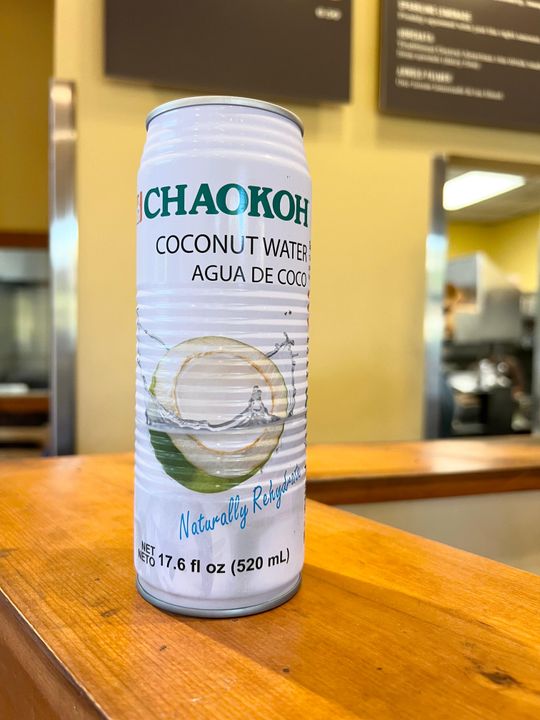 CHAOKOH
COCONUT WATER
AGUA DE COCO
Naturally Rehydrate
NET
NETO 17.6 fl oz (520 mL)